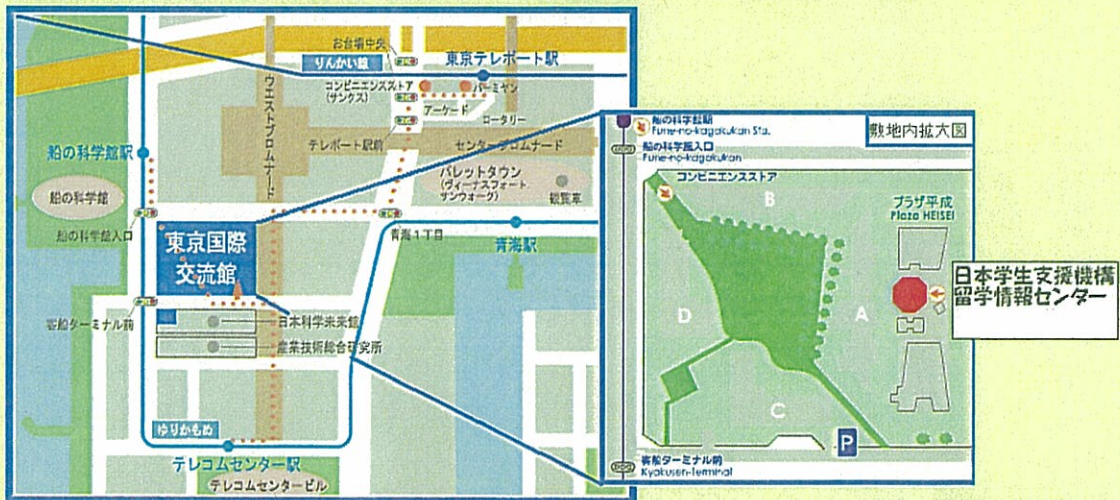 お台場中央
りんかい線
東京テレポート駅
コンビニエンスストア
(サンクス)
バーミヤン
アーケード
ロータリー
ウエストプロムナード
テレポート駅前
センタープロムナード
船の科学館駅
パレットタウン
(ヴィーナスフォート
サンウォーク)
観覧車
船の科学館
船の科学館入口
青海1丁目
青海駅
東京国際
交流館
客船ターミナル前
日本科学未来館
産業技術総合研究所
ゆりかもめ
テレコムセンター駅
テレコムセンタービル
船の科学館駅
Fune-no-kagakukan Sta.
敷地内拡大図
船の科学館入口
Fune-no-kagakukan
コンビニエンスストア
B
プラザ平成
Plaza HEISEI
日本学生支援機構
留学情報センター
D
A
C
P
客船ターミナル前
Kyakusen-Terminal